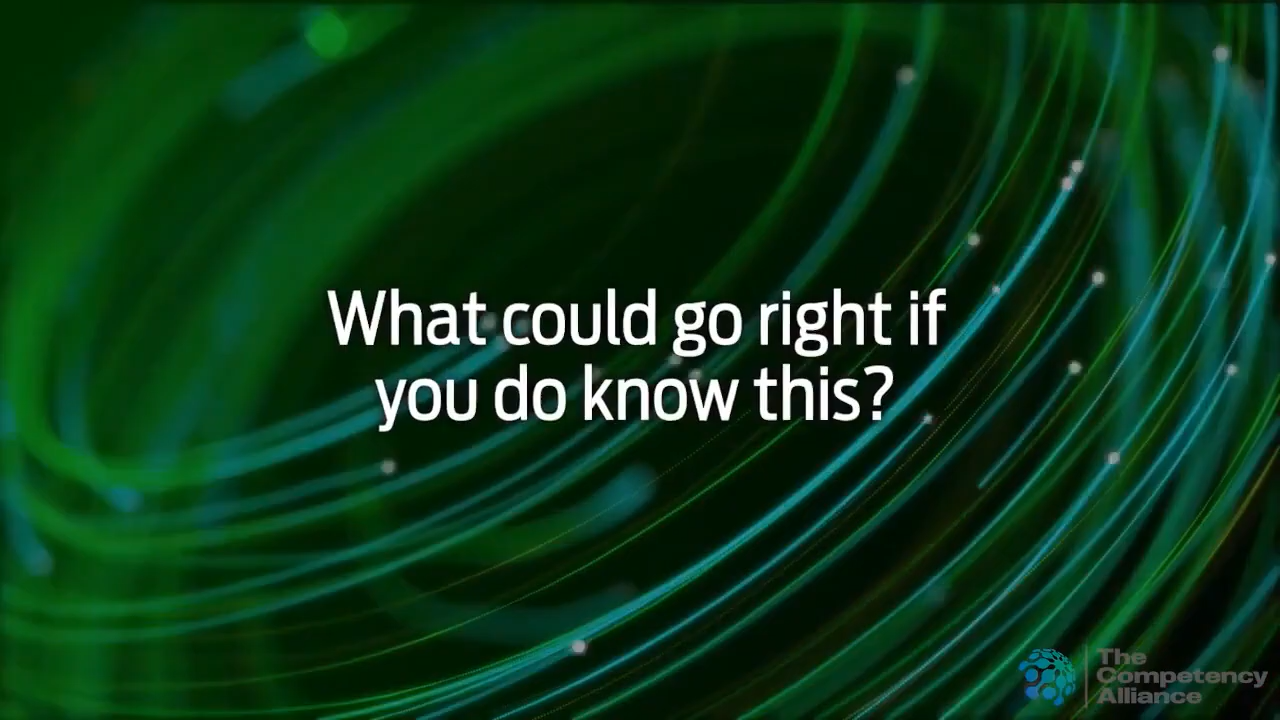 What could go right if
you do know this?
The
Competency
Alliance